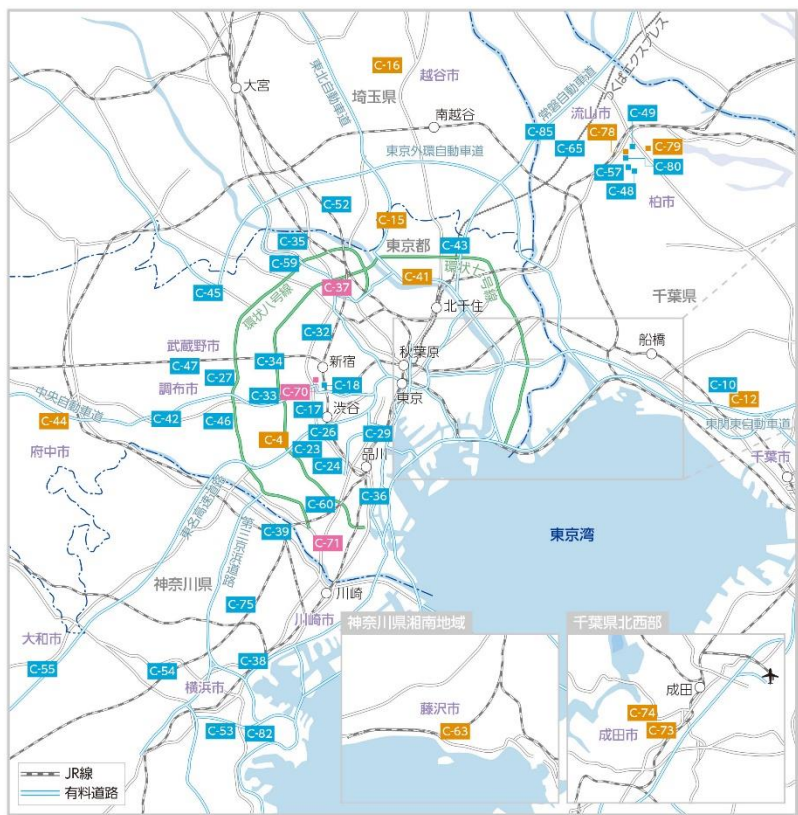 つくばエクスプレス
C-16
越谷市
大宮
東北自動車道
埼玉県
常磐自動車道
流山市
C-49
南越谷
C-85
C-78
C-65
C-79
東京外環自動車道
C-57
C-80
C-48
柏市
C-52
C-15
C-35
東京都
C-43
C-59
環状七号線
C-41
C-37
C-45
北千住
千葉県
環状八号線
C-32
武蔵野市
船橋
C-34
秋葉原
C-47
新宿
C-27
調布市
C-70
C-18
東京
C-10
C-33
C-12
中央自動車道
C-17
C-44
C-42
C-46
渋谷
東関東自動車道
C-26
C-29
C-4
府中市
C-23
品川
千葉市
C-24
東名高速道路
C-36
C-60
第三京浜道路
C-39
東京湾
C-71
神奈川県
川崎
C-75
川崎市
神奈川県湘南地域
千葉県北西部
大和市
C-38
C-55
C-54
横浜市
成田
藤沢市
C-74
C-53
C-82
C-63
成田市
C-73
JR線
有料道路